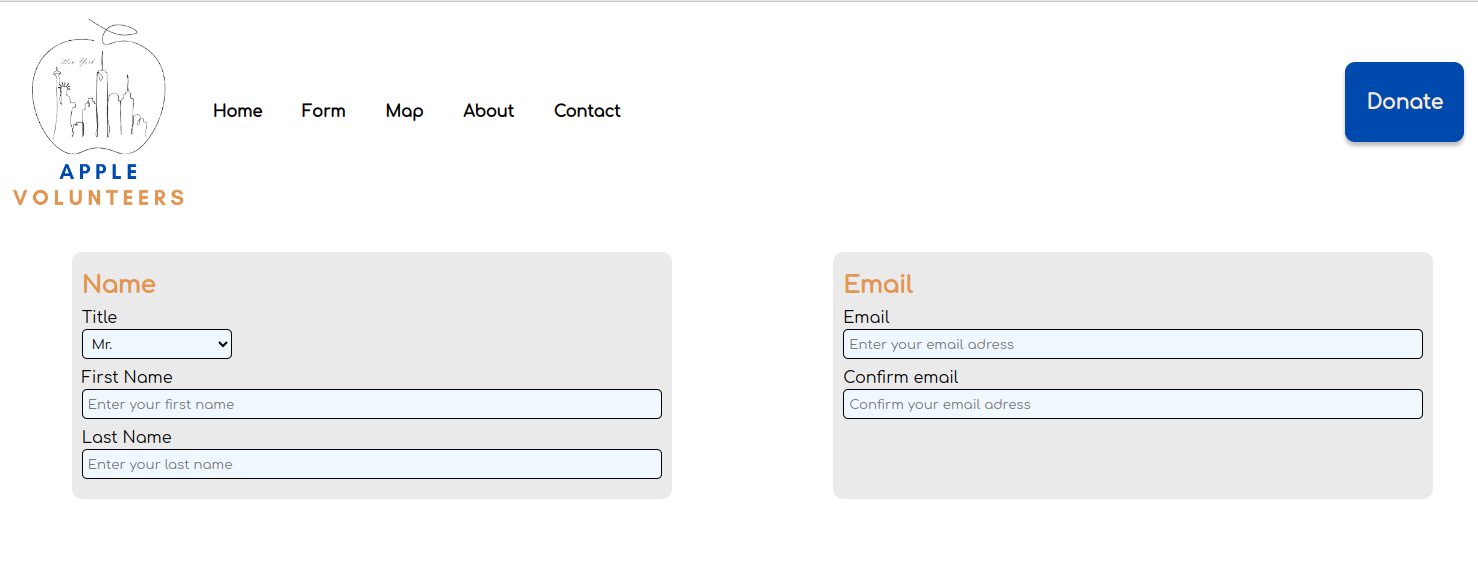 New York
APPLE
VOLUNTEERS
Home Form Map About Contact
Donate
Name
Title
Mr.
First Name
Enter your first name
Last Name
Enter your last name
Email
Email
Enter your email adress
Confirm email
Confirm your email adress